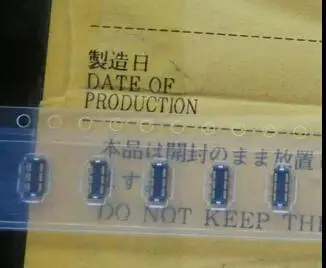 製造日
DATE OF
PRODUCTION
本品は開封のまま放置
す。
DO NOT KEEP THE